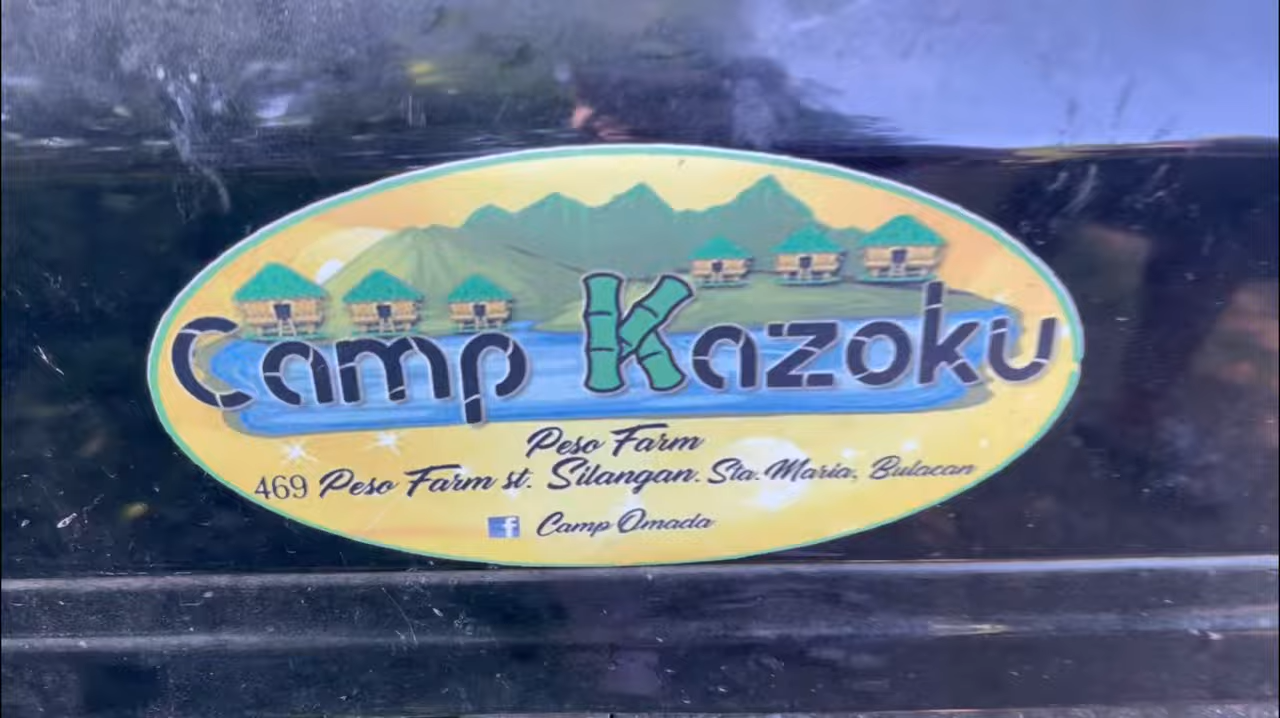 Camp Kazoku
Peso Farm
469 Peso Farm st. Silangan. Sta. Maria, Bulacan
Camp Omada